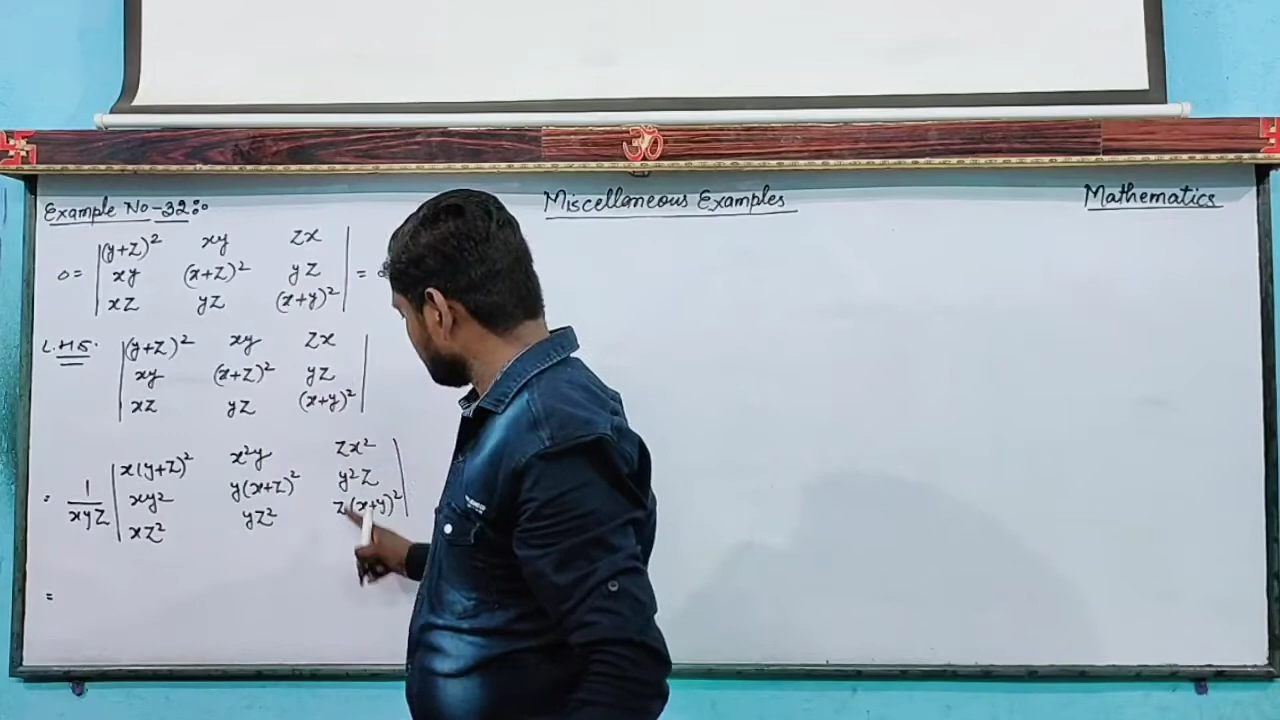 Example No-32:
Miscellaneous Examples
Mathematics
Δ = | (y+z)² xy zx |
| xy (x+z)² yz | =
| xz yz (x+y)² |
L.H.S. | (y+z)² xy zx |
| xy (x+z)² yz |
| xz yz (x+y)² |
= 1/xyz | x(y+z)² x²y zx² |
| xy² y(x+z)² y²z |
| xz² yz² z(x+y)² |
=
ॐ